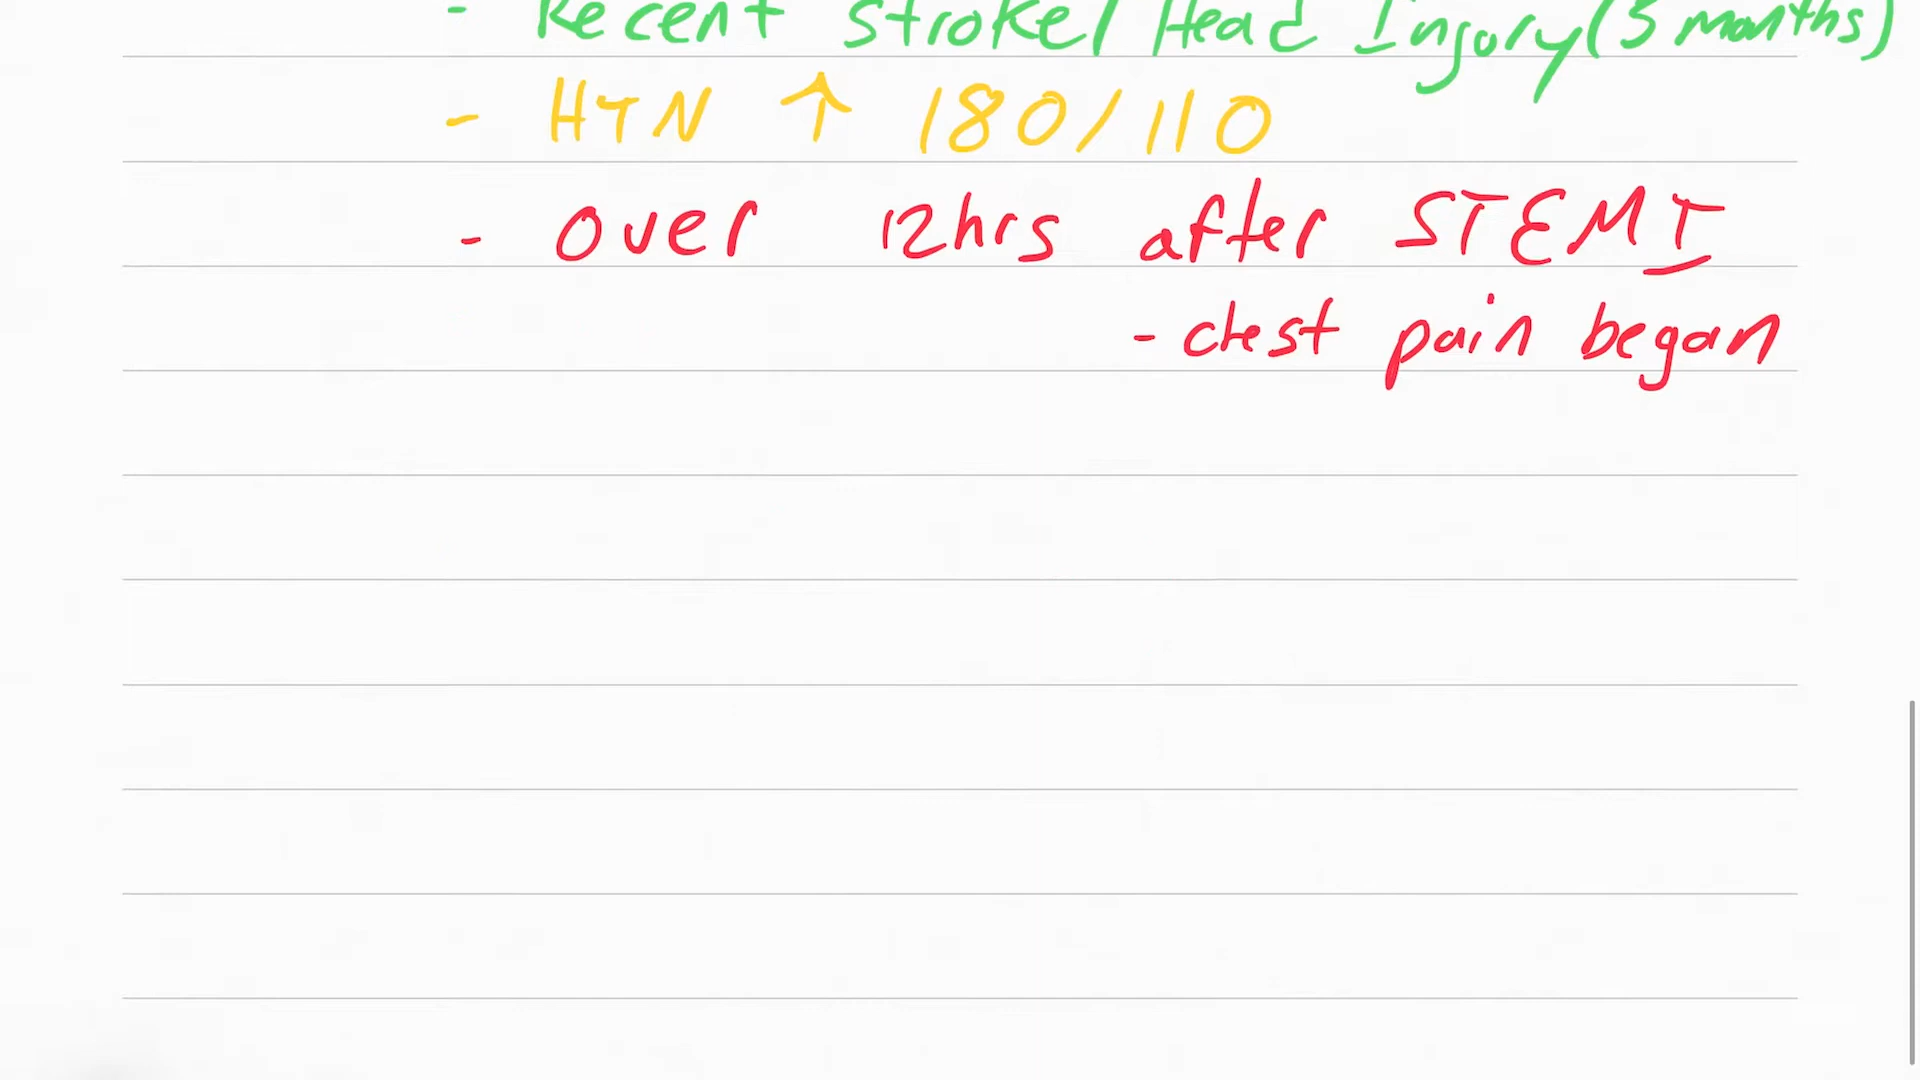 - Recent Stroke/Head Injury (3 months)
- HTN ↑ 180/110
- over 12hrs after STEMI
- chest pain began